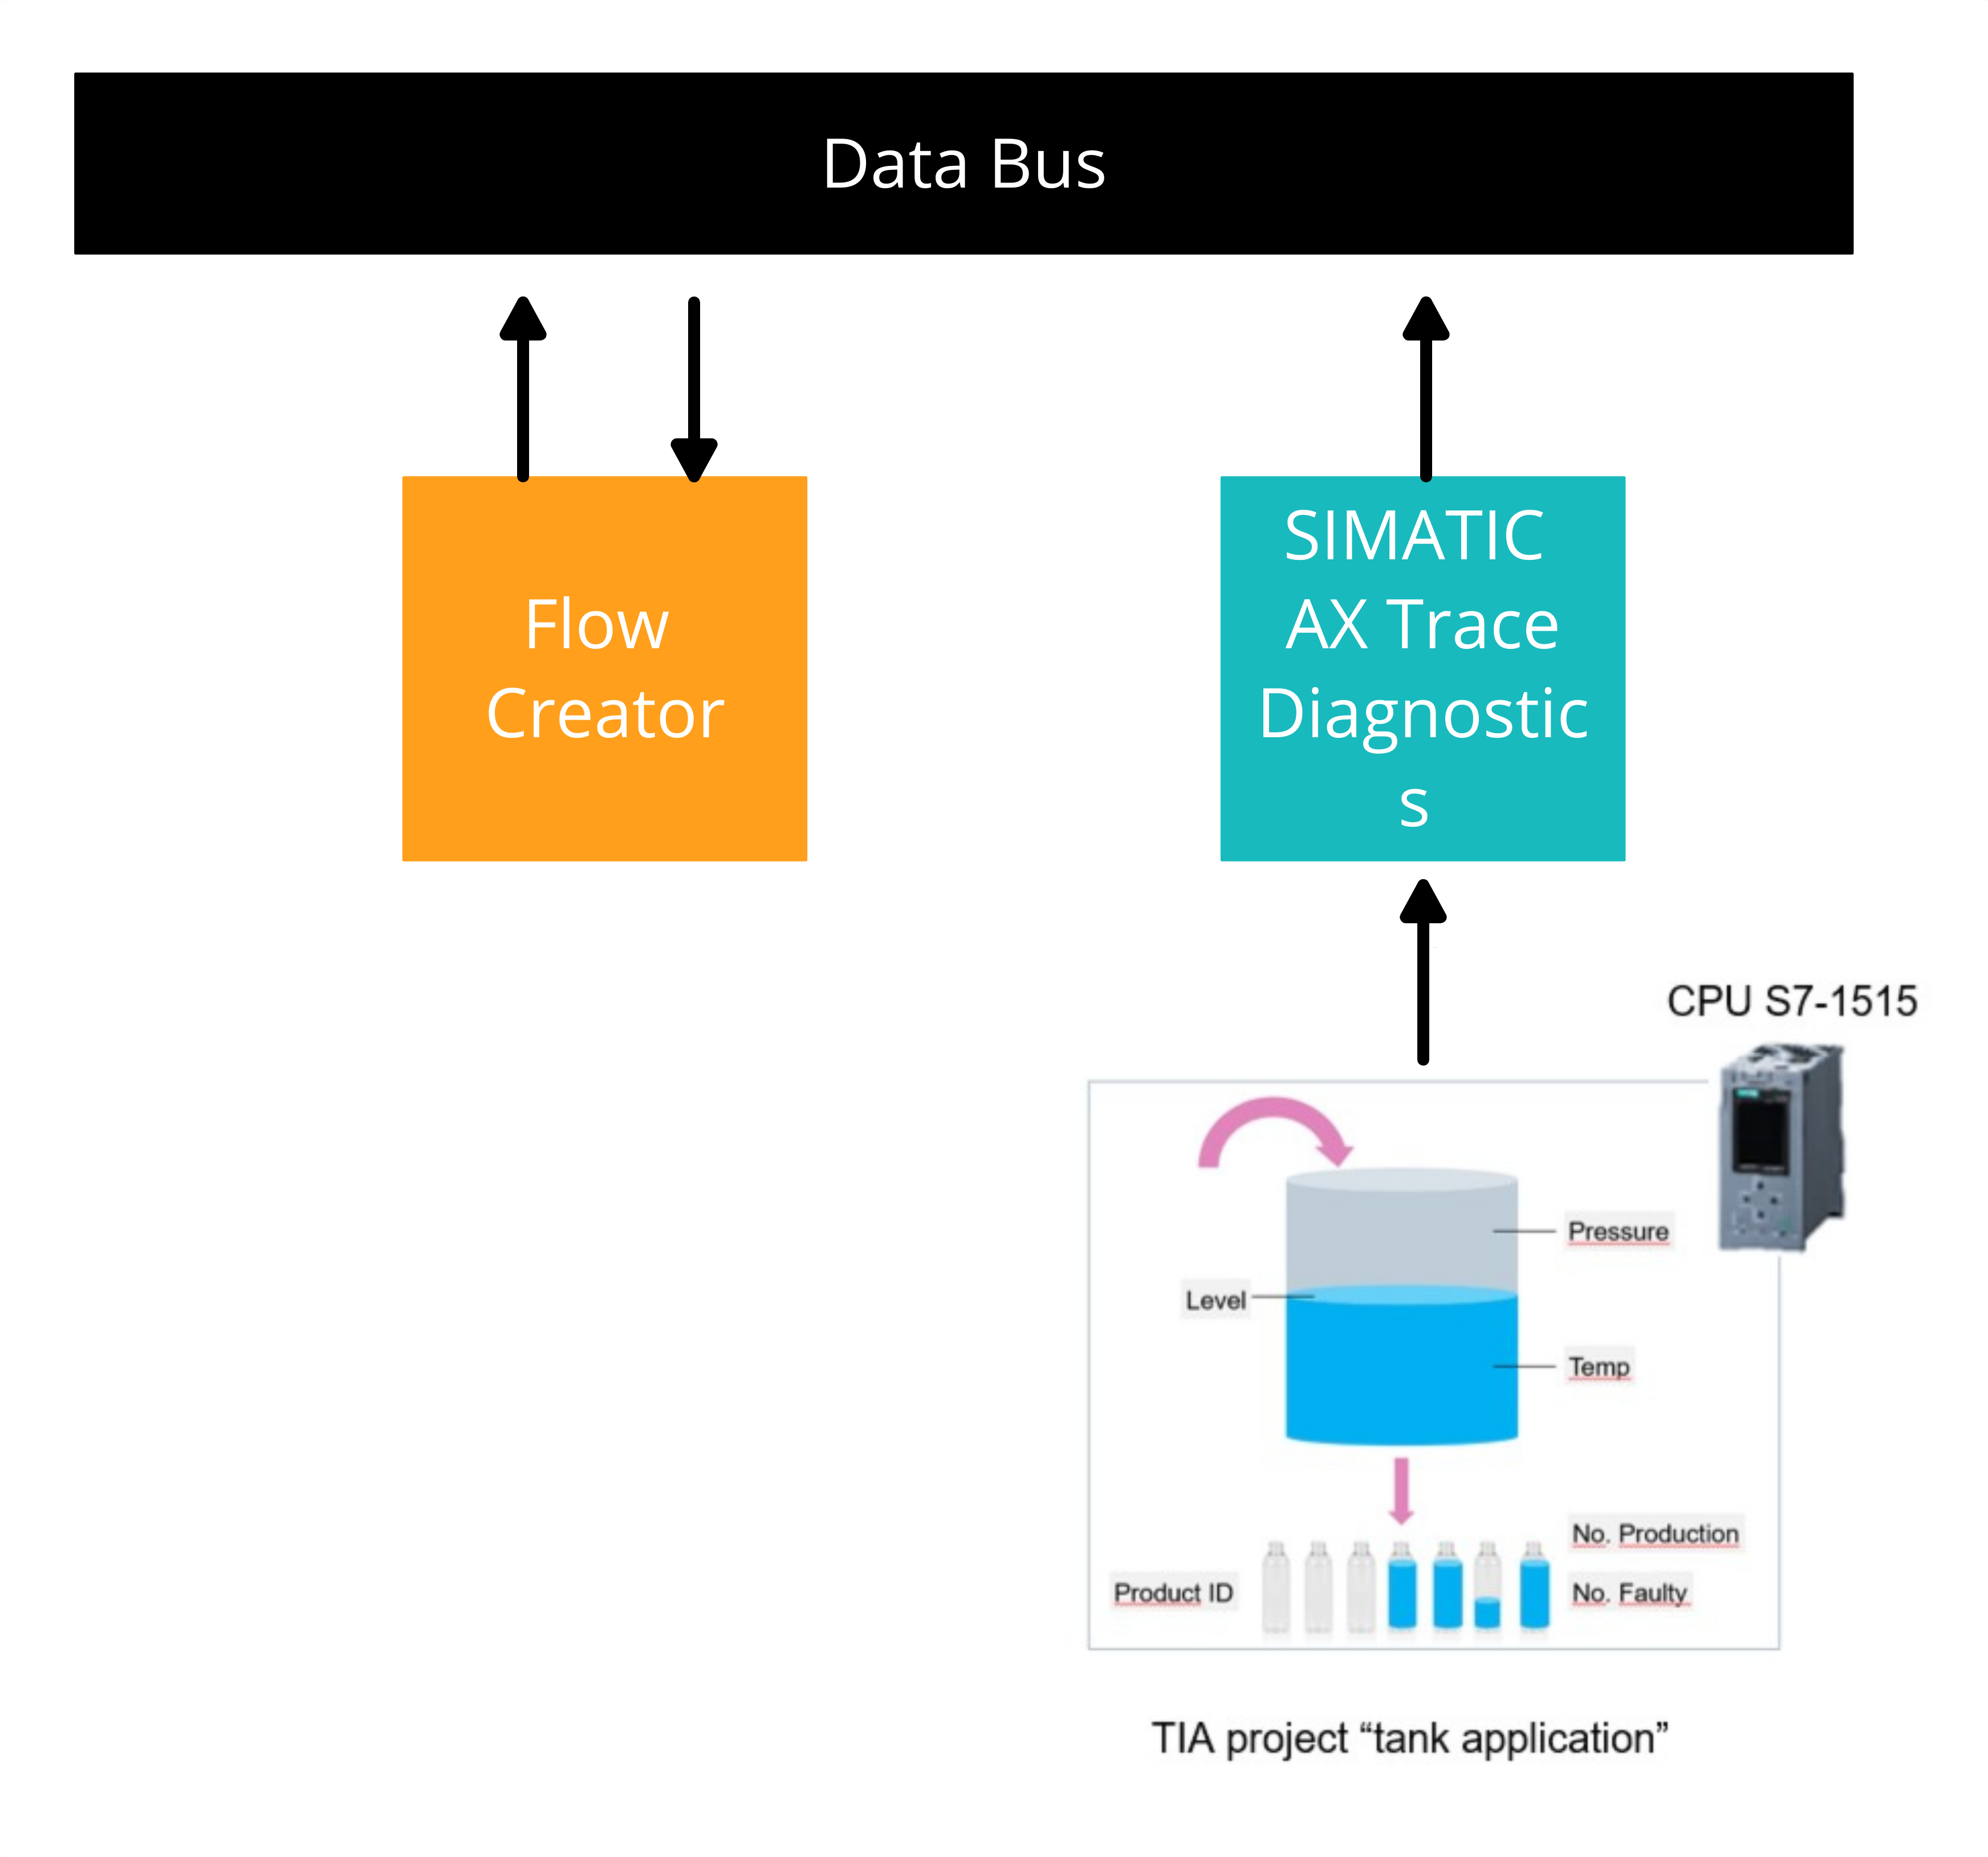 Data Bus
Flow
Creator
SIMATIC
AX Trace
Diagnostic
s
CPU S7-1515
Pressure
Level
Temp
No. Production
Product ID
No. Faulty
TIA project “tank application”